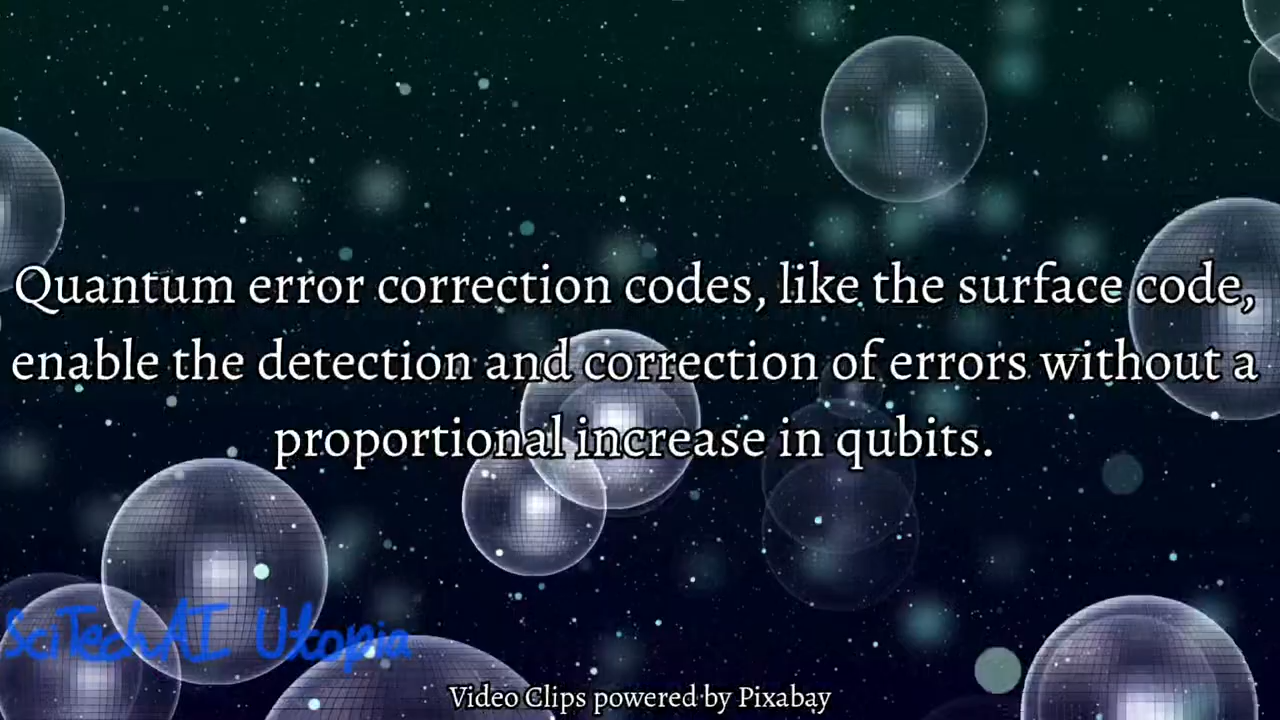 Quantum error correction codes, like the surface code,
enable the detection and correction of errors without a
proportional increase in qubits.
SciTechAI Utopia
Video Clips powered by Pixabay